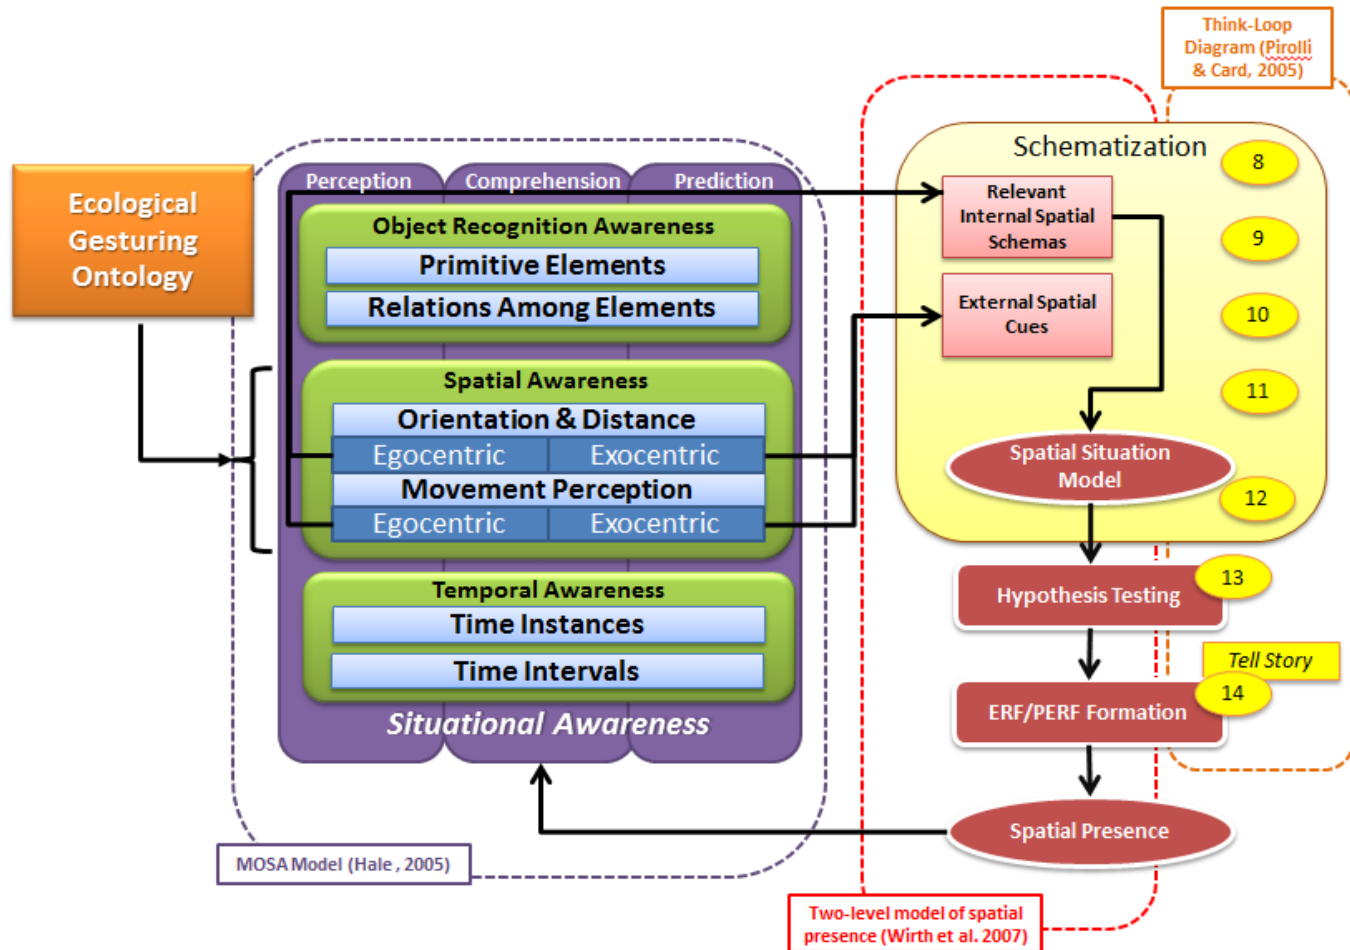 Think-Loop
Diagram (Pirolli
& Card, 2005)
Ecological
Gesturing
Ontology
Perception
Comprehension
Prediction
Object Recognition Awareness
Primitive Elements
Relations Among Elements
Spatial Awareness
Orientation & Distance
Egocentric
Exocentric
Movement Perception
Egocentric
Exocentric
Temporal Awareness
Time Instances
Time Intervals
Situational Awareness
MOSA Model (Hale , 2005)
Schematization
Relevant
Internal Spatial
Schemas
External Spatial
Cues
8
9
10
11
12
Spatial Situation
Model
Hypothesis Testing
13
Tell Story
ERF/PERF Formation
14
Spatial Presence
Two-level model of spatial
presence (Wirth et al. 2007)